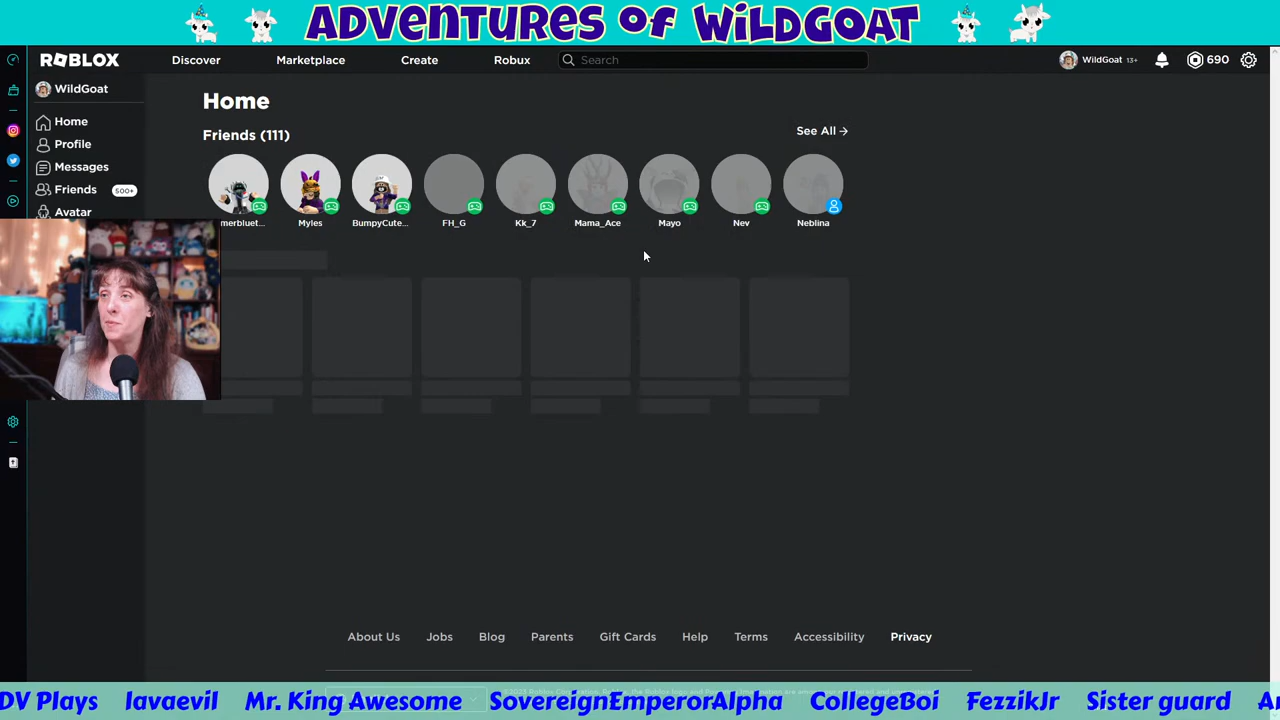 ADVENTURES OF WILDGOAT
ROBLOX
Discover
Marketplace
Create
Robux
Search
WildGoat 13+
690
WildGoat
Home
Profile
Messages
Friends 500+
Avatar
Home
Friends (111)
See All →
merbluet...
Myles
BumpyCute...
FH_G
Kk_7
Mama_Ace
Mayo
Nev
Neblina
About Us
Jobs
Blog
Parents
Gift Cards
Help
Terms
Accessibility
Privacy
DV Plays Iavaevil Mr. King Awesome SovereignEmperorAlpha CollegeBoi FezzikJr Sister guard A